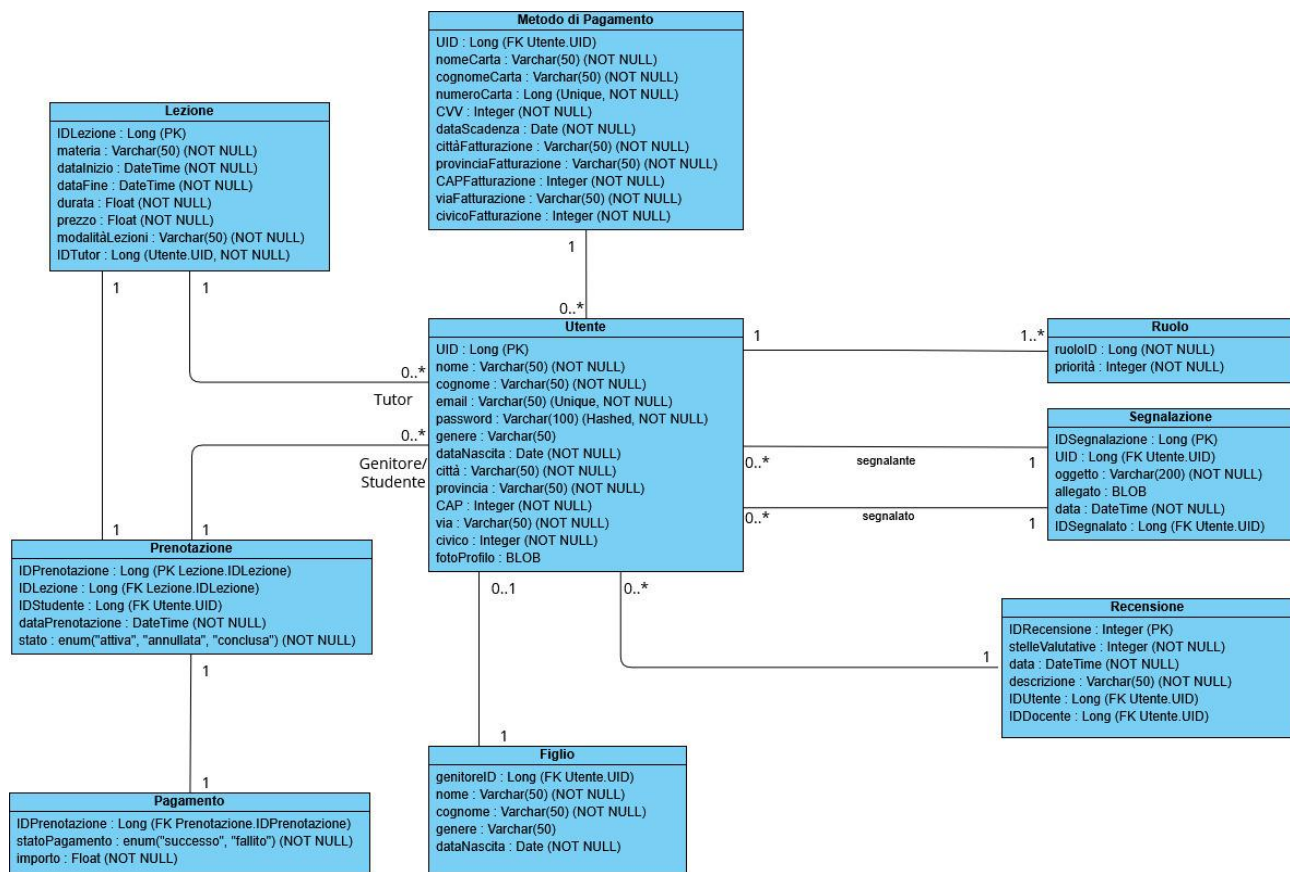 Metodo di Pagamento
UID : Long (FK Utente.UID)
nomeCarta : Varchar(50) (NOT NULL)
cognomeCarta : Varchar(50) (NOT NULL)
numeroCarta : Long (Unique, NOT NULL)
CVV : Integer (NOT NULL)
dataScadenza : Date (NOT NULL)
cittàFatturazione : Varchar(50) (NOT NULL)
provinciaFatturazione : Varchar(50) (NOT NULL)
CAPFatturazione : Integer (NOT NULL)
viaFatturazione : Varchar(50) (NOT NULL)
civicoFatturazione : Integer (NOT NULL)
1
0..*
Lezione
IDLezione : Long (PK)
materia : Varchar(50) (NOT NULL)
dataInizio : DateTime (NOT NULL)
dataFine : DateTime (NOT NULL)
durata : Float (NOT NULL)
prezzo : Float (NOT NULL)
modalitàLezioni : Varchar(50) (NOT NULL)
IDTutor : Long (Utente.UID, NOT NULL)
1
1
0..*
Tutor
0..*
Genitore/
Studente
1
1
Utente
UID : Long (PK)
nome : Varchar(50) (NOT NULL)
cognome : Varchar(50) (NOT NULL)
email : Varchar(50) (Unique, NOT NULL)
password : Varchar(100) (Hashed, NOT NULL)
genere : Varchar(50)
dataNascita : Date (NOT NULL)
città : Varchar(50) (NOT NULL)
provincia : Varchar(50) (NOT NULL)
CAP : Integer (NOT NULL)
via : Varchar(50) (NOT NULL)
civico : Integer (NOT NULL)
fotoProfilo : BLOB
1
1..*
Ruolo
ruoloID : Long (NOT NULL)
priorità : Integer (NOT NULL)
0..*
segnalante
1
0..*
segnalato
1
Segnalazione
IDSegnalazione : Long (PK)
UID : Long (FK Utente.UID)
oggetto : Varchar(200) (NOT NULL)
allegato : BLOB
data : DateTime (NOT NULL)
IDSegnalato : Long (FK Utente.UID)
Prenotazione
IDPrenotazione : Long (PK Lezione.IDLezione)
IDLezione : Long (FK Lezione.IDLezione)
IDStudente : Long (FK Utente.UID)
dataPrenotazione : DateTime (NOT NULL)
stato : enum("attiva", "annullata", "conclusa") (NOT NULL)
1
1
0..1
1
0..*
1
Recensione
IDRecensione : Integer (PK)
stelleValutative : Integer (NOT NULL)
data : DateTime (NOT NULL)
descrizione : Varchar(50) (NOT NULL)
IDUtente : Long (FK Utente.UID)
IDDocente : Long (FK Utente.UID)
Figlio
genitoreID : Long (FK Utente.UID)
nome : Varchar(50) (NOT NULL)
cognome : Varchar(50) (NOT NULL)
genere : Varchar(50)
dataNascita : Date (NOT NULL)
Pagamento
IDPrenotazione : Long (FK Prenotazione.IDPrenotazione)
statoPagamento : enum("successo", "fallito") (NOT NULL)
importo : Float (NOT NULL)